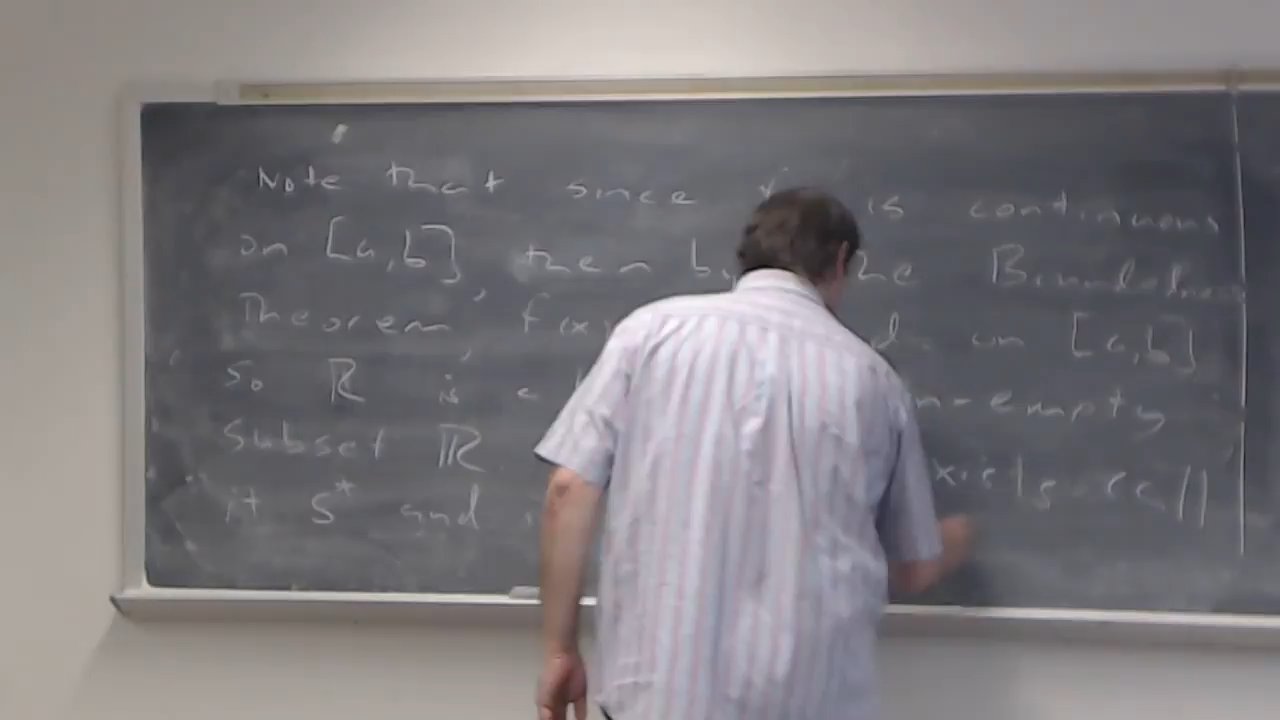 Note that since is continuous
on [a,b], then by the Boundedness
Theorem, f(x) on [a,b]
So R is a non-empty
Subset ℝ. exists. call
it s* and